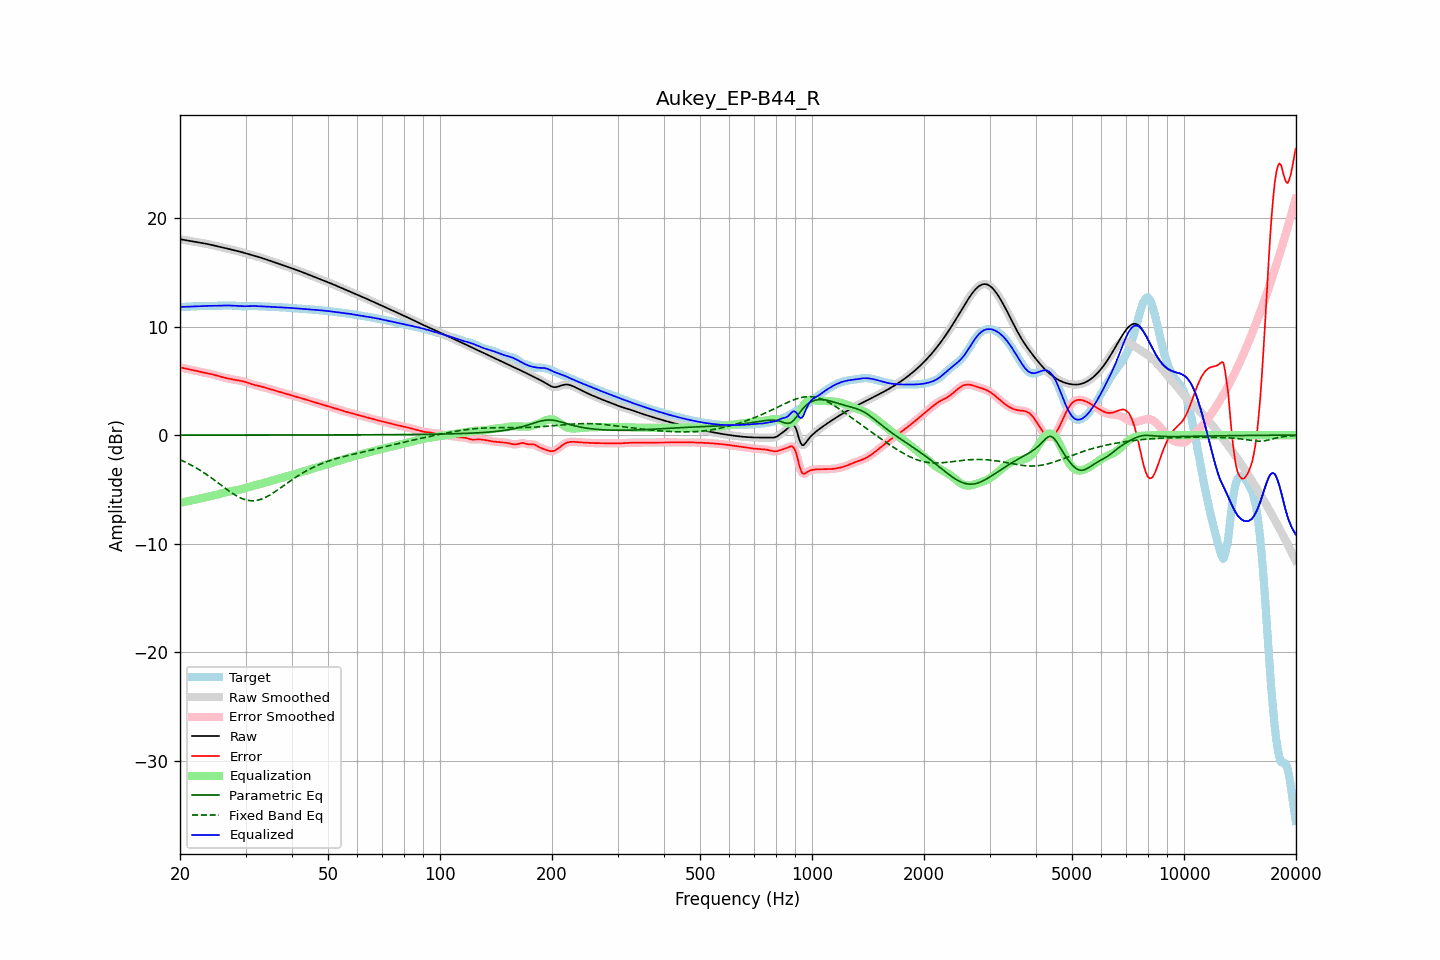 Aukey_EP-B44_R
Amplitude (dBr)
20
10
0
−10
−20
−30
Target
Raw Smoothed
Error Smoothed
Raw
Error
Equalization
Parametric Eq
Fixed Band Eq
Equalized
20 50 100 200 500 1000 2000 5000 10000 20000
Frequency (Hz)